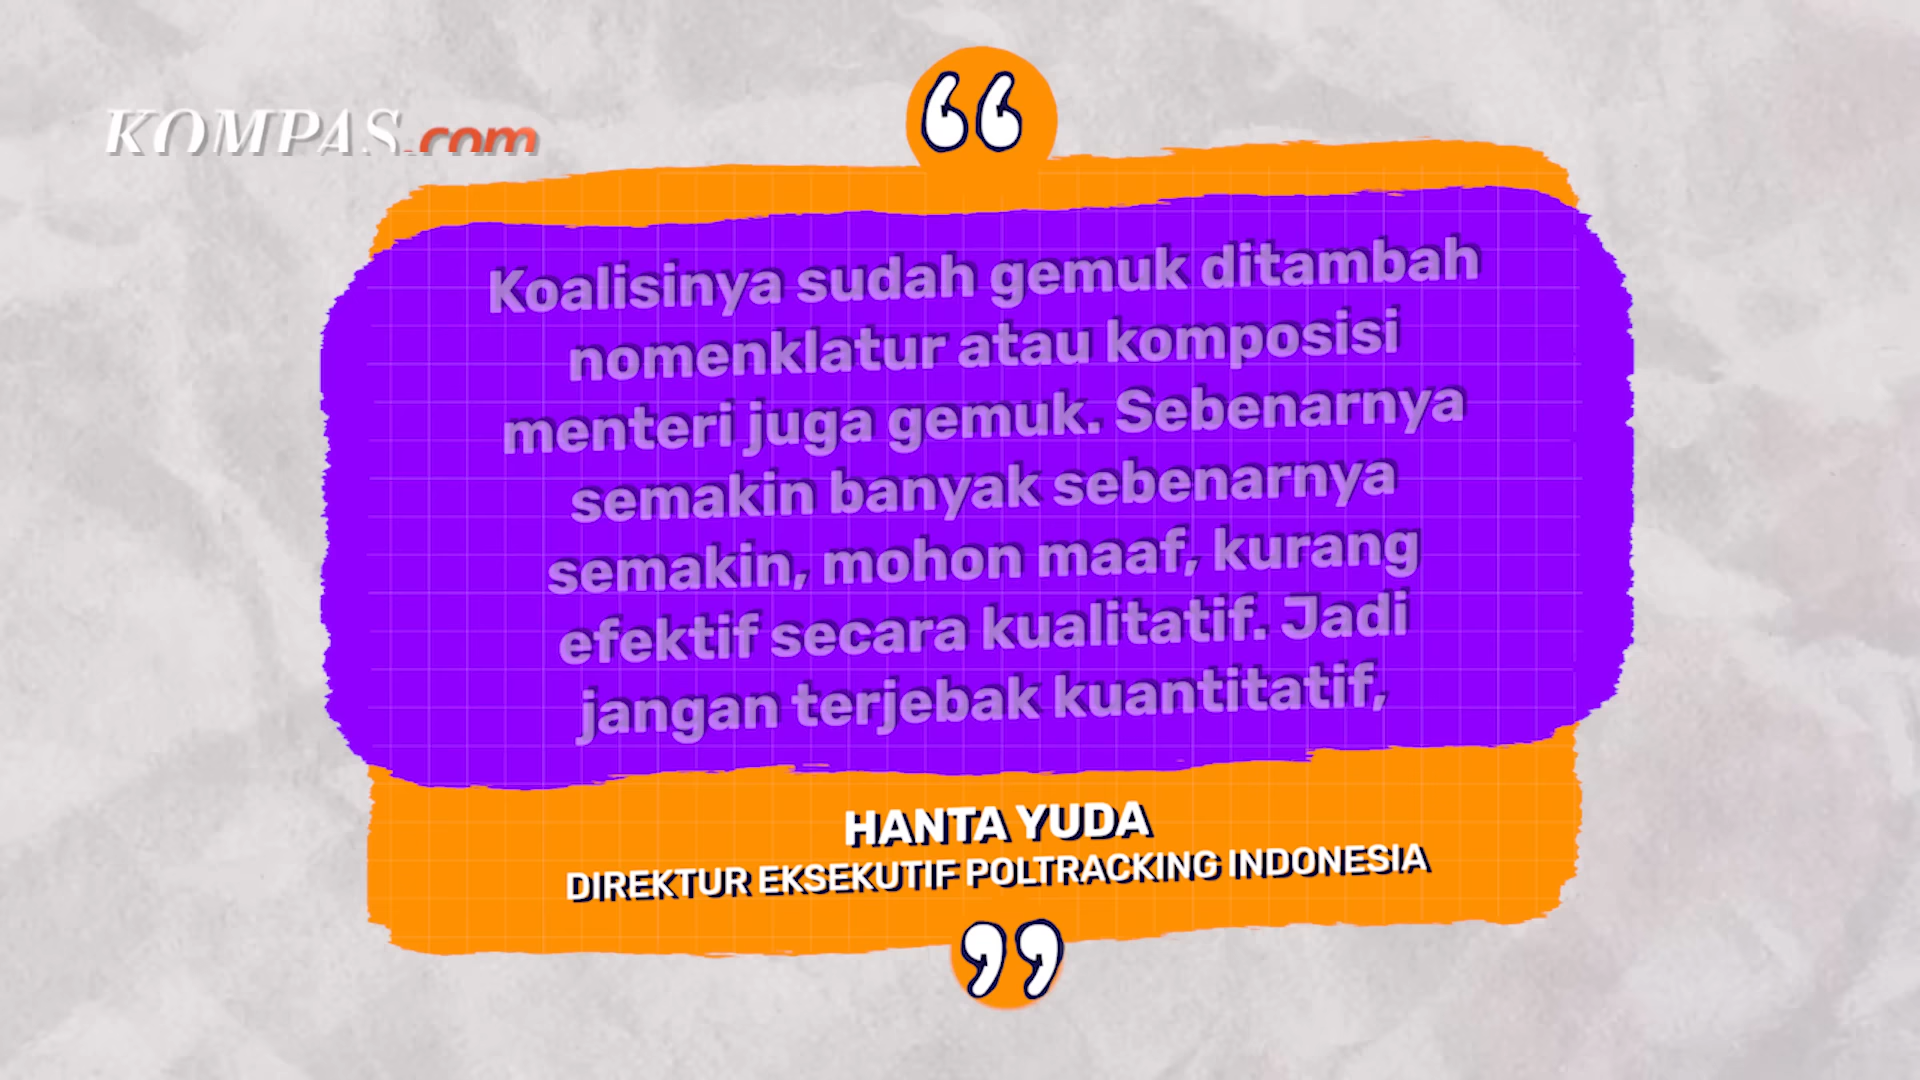 KOMPAS.com
Koalisinya sudah gemuk ditambah
nomenklatur atau komposisi
menteri juga gemuk. Sebenarnya
semakin banyak sebenarnya
semakin, mohon maaf, kurang
efektif secara kualitatif. Jadi
jangan terjebak kuantitatif,
HANTA YUDA
DIREKTUR EKSEKUTIF POLTRACKING INDONESIA